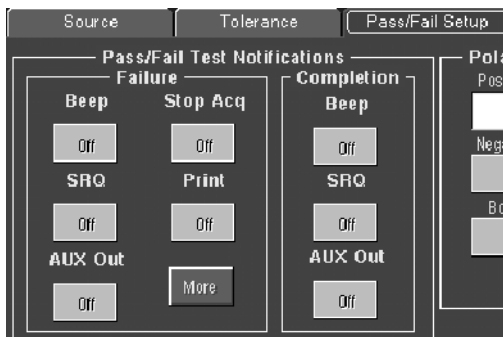 Source Tolerance Pass/Fail Setup
Pass/Fail Test Notifications
Failure
Beep Stop Acq
Off Off
SRQ Print
Off Off
AUX Out
Off More
Completion
Beep
Off
SRQ
Off
AUX Out
Off